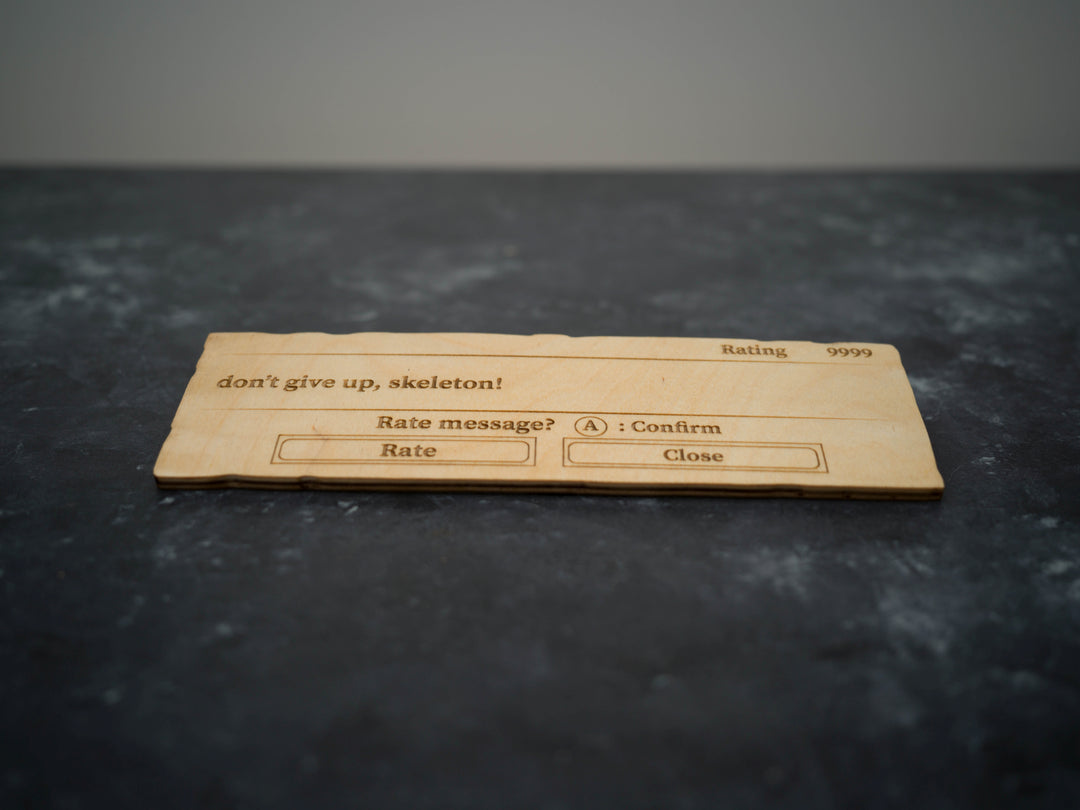 Rating 9999
don't give up, skeleton!
Rate message? A : Confirm
Rate Close